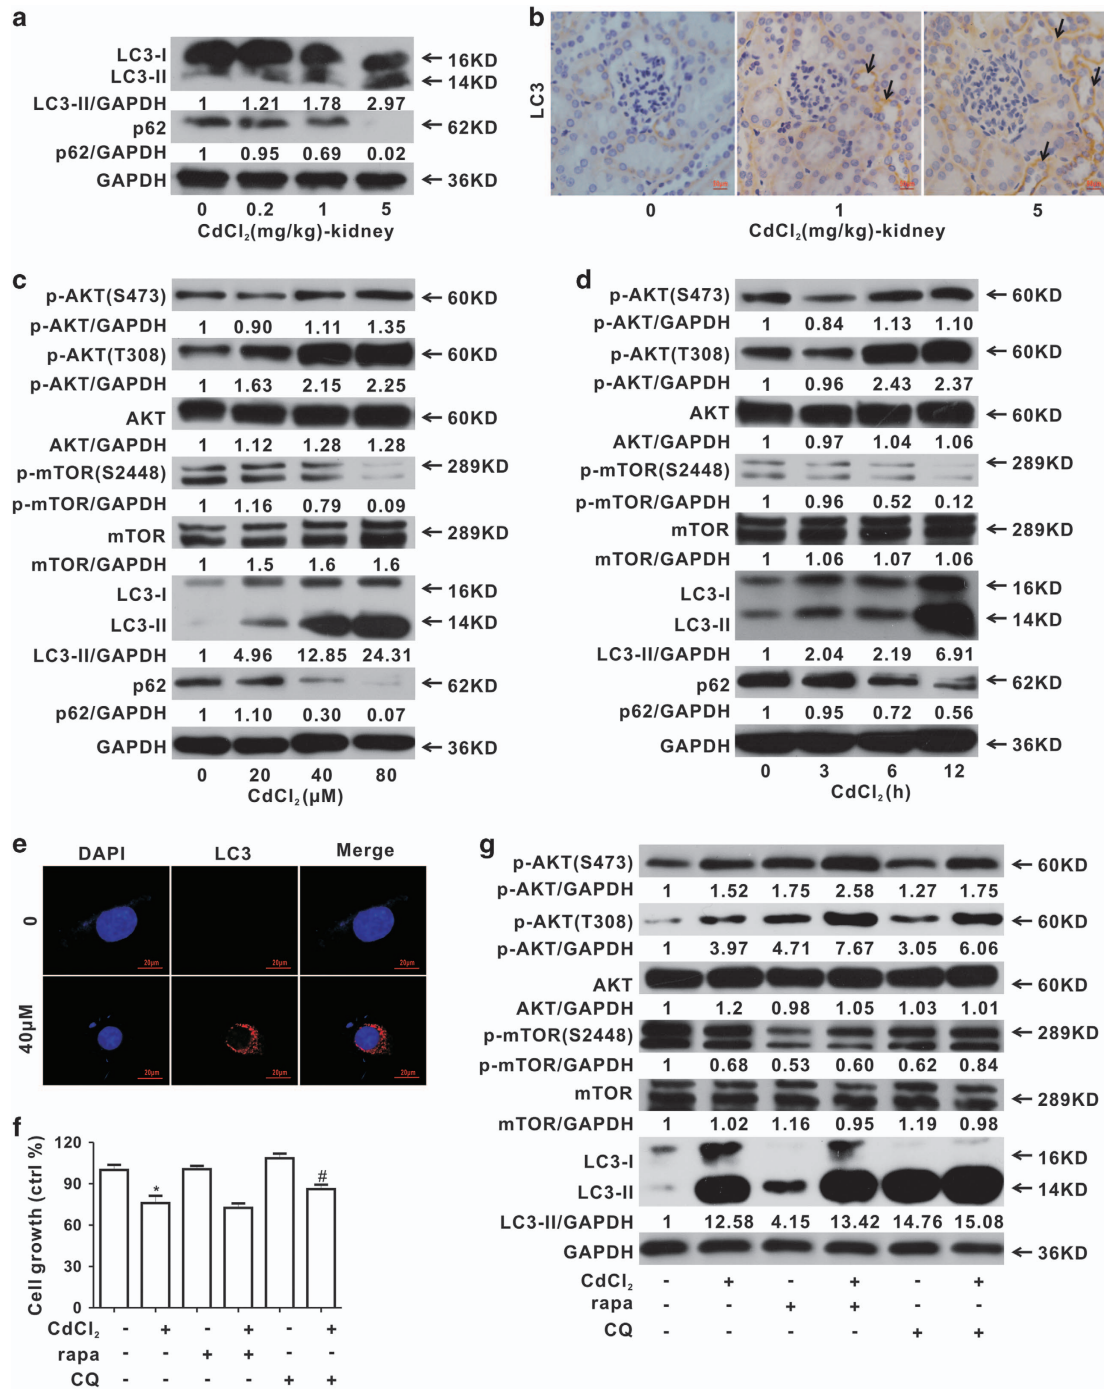 a
LC3-I
←16KD
LC3-II
←14KD
LC3-II/GAPDH 1 1.21 1.78 2.97
p62
←62KD
p62/GAPDH 1 0.95 0.69 0.02
GAPDH
←36KD
0 0.2 1 5
CdCl2(mg/kg)-kidney
b
LC3
0 1 5
CdCl2(mg/kg)-kidney
c
p-AKT(S473)
←60KD
p-AKT/GAPDH 1 0.90 1.11 1.35
p-AKT(T308)
←60KD
p-AKT/GAPDH 1 1.63 2.15 2.25
AKT
←60KD
AKT/GAPDH 1 1.12 1.28 1.28
p-mTOR(S2448)
←289KD
p-mTOR/GAPDH 1 1.16 0.79 0.09
mTOR
←289KD
mTOR/GAPDH 1 1.5 1.6 1.6
LC3-I
←16KD
LC3-II
←14KD
LC3-II/GAPDH 1 4.96 12.85 24.31
p62
←62KD
p62/GAPDH 1 1.10 0.30 0.07
GAPDH
←36KD
0 20 40 80
CdCl2(μM)
d
p-AKT(S473)
←60KD
p-AKT/GAPDH 1 0.84 1.13 1.10
p-AKT(T308)
←60KD
p-AKT/GAPDH 1 0.96 2.43 2.37
AKT
←60KD
AKT/GAPDH 1 0.97 1.04 1.06
p-mTOR(S2448)
←289KD
p-mTOR/GAPDH 1 0.96 0.52 0.12
mTOR
←289KD
mTOR/GAPDH 1 1.06 1.07 1.06
LC3-I
←16KD
LC3-II
←14KD
LC3-II/GAPDH 1 2.04 2.19 6.91
p62
←62KD
p62/GAPDH 1 0.95 0.72 0.56
GAPDH
←36KD
0 3 6 12
CdCl2(h)
e
DAPI LC3 Merge
0
20μm 20μm 20μm
40μM
20μm 20μm 20μm
f
Cell growth (ctrl %)
120
90
60
30
0
* #
CdCl2 - + - + - +
rapa - - + + - -
CQ - - - - + +
g
p-AKT(S473)
←60KD
p-AKT/GAPDH 1 1.52 1.75 2.58 1.27 1.75
p-AKT(T308)
←60KD
p-AKT/GAPDH 1 3.97 4.71 7.67 3.05 6.06
AKT
←60KD
AKT/GAPDH 1 1.2 0.98 1.05 1.03 1.01
p-mTOR(S2448)
←289KD
p-mTOR/GAPDH 1 0.68 0.53 0.60 0.62 0.84
mTOR
←289KD
mTOR/GAPDH 1 1.02 1.16 0.95 1.19 0.98
LC3-I
←16KD
LC3-II
←14KD
LC3-II/GAPDH 1 12.58 4.15 13.42 14.76 15.08
GAPDH
←36KD
CdCl2 - + - + - +
rapa - - + + - -
CQ - - - - + +